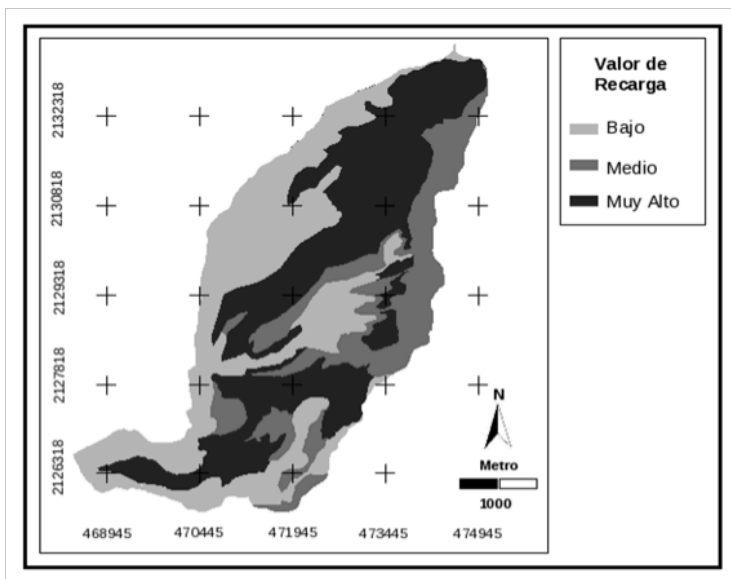 Valor de
Recarga
Bajo
Medio
Muy Alto
2132318
2130818
2129318
2127818
2126318
N
Metro
1000
468945 470445 471945 473445 474945